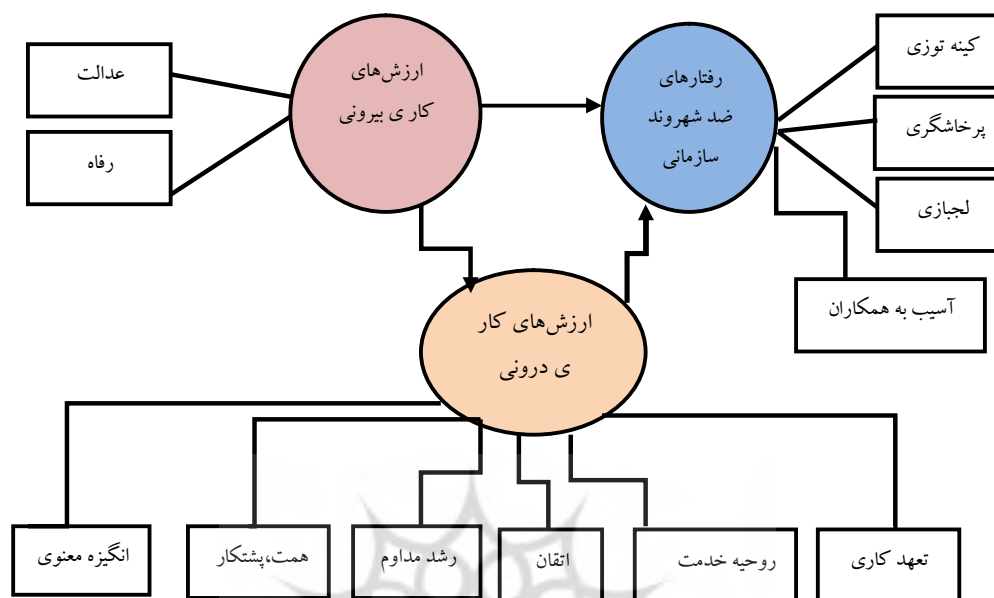 کینه توزی
پرخاشگری
لجبازی
آسیب به همکاران
رفتارهای
ضد شهروند
سازمانی
ارزش‌های
کار ی بیرونی
عدالت
رفاه
ارزش‌های کار
ی درونی
تعهد کاری
روحیه خدمت
اتقان
رشد مداوم
همت،پشتکار
انگیزه معنوی